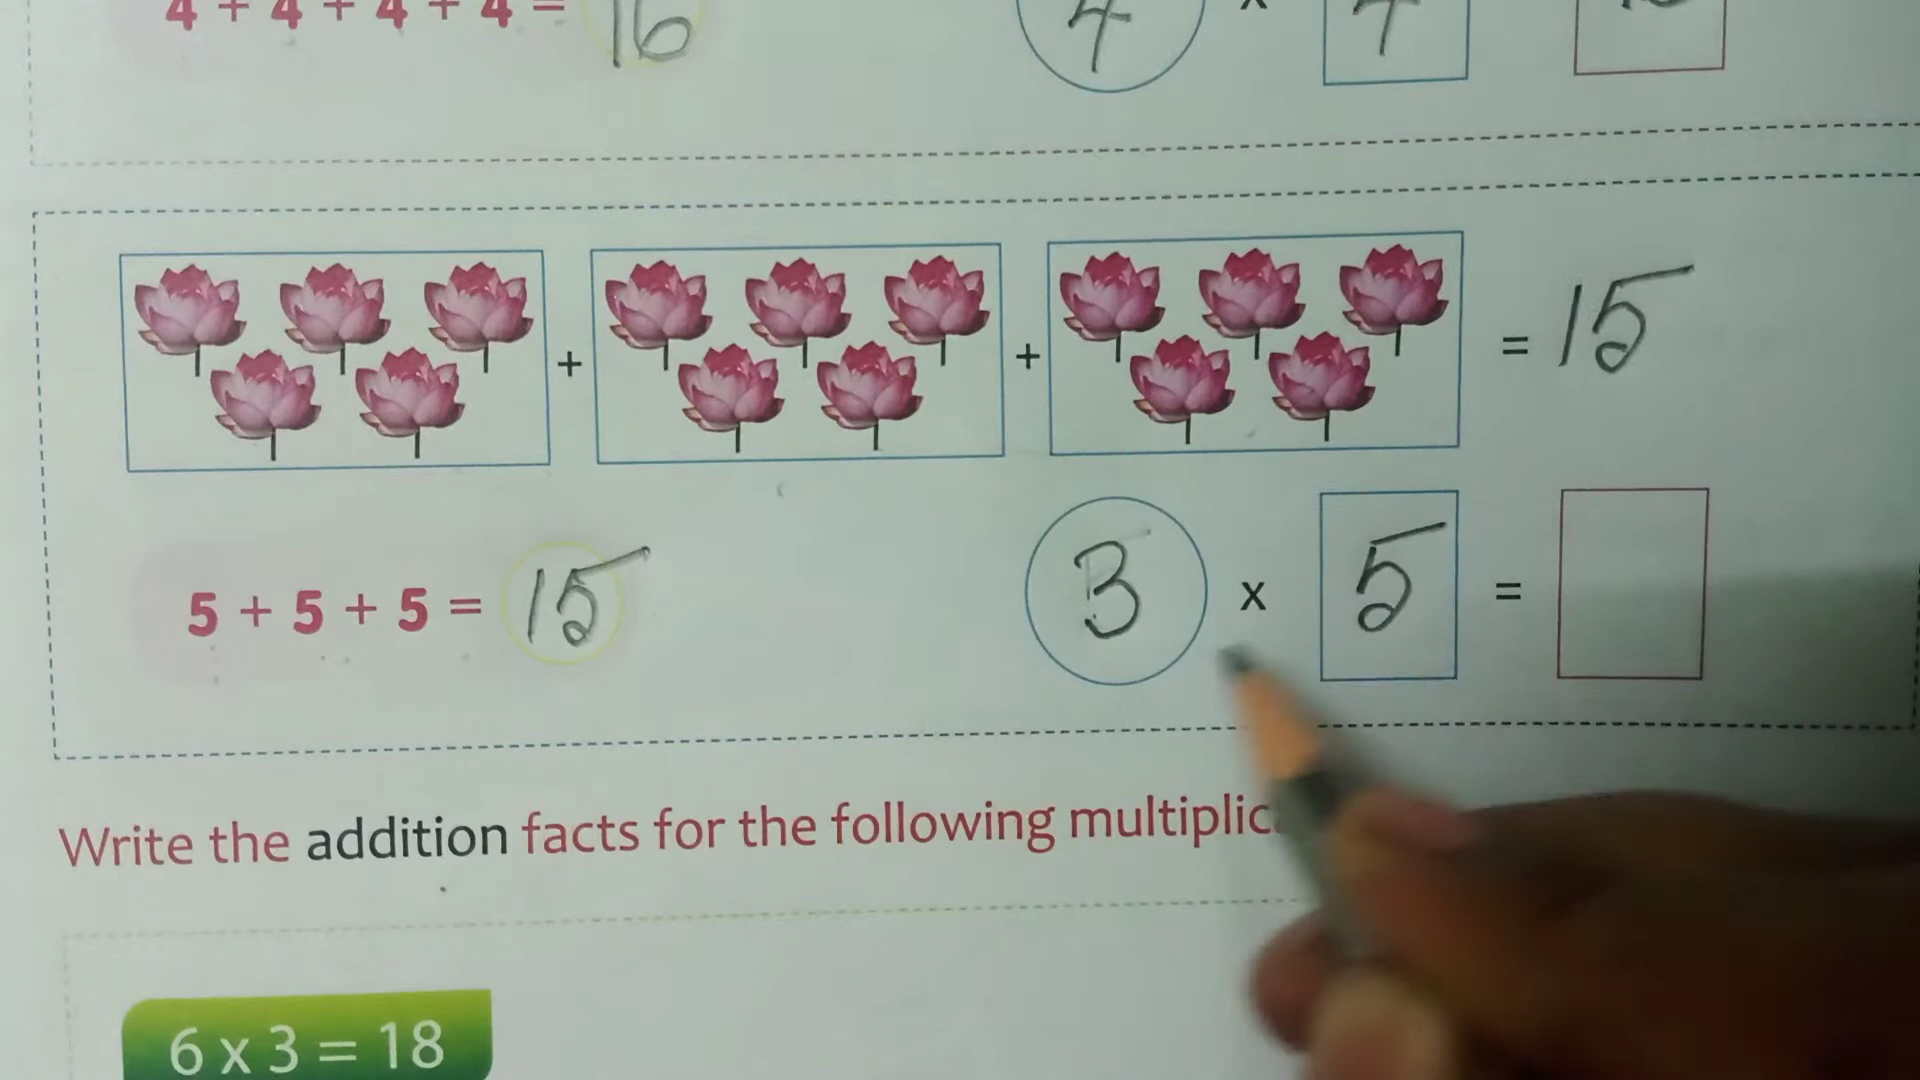 4 + 4 + 4 + 4 = 16 4 x 4
+ + = 15
5 + 5 + 5 = 15 3 x 5 =
Write the addition facts for the following
6 x 3 = 18